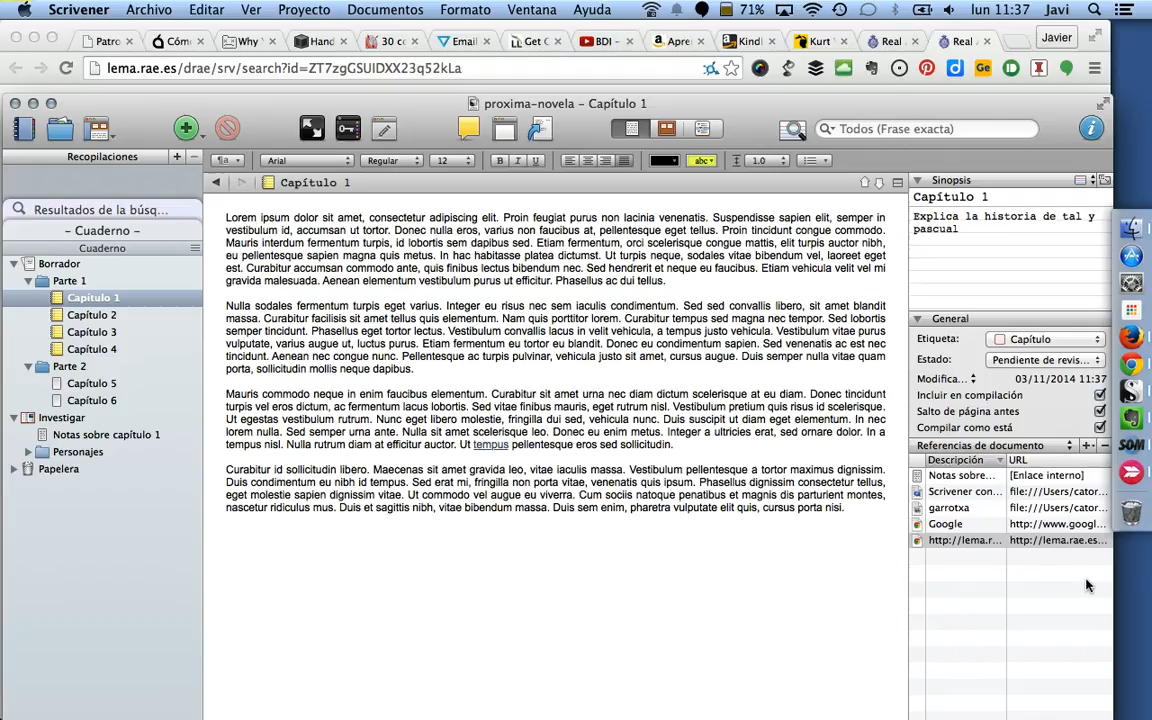 Scrivener Archivo Editar Ver Proyecto Documentos Formato Ventana Ayuda 71% lun 11:37 Javi
Patro Cómo Why Hand 30 co Email Get C BDI – Apre Kindl Kurt Real Real Javier
lema.rae.es/drae/srv/search?id=ZT7zgGSUIDXX23q52kLa
proxima-novela – Capítulo 1
Todos (Frase exacta)
Recopilaciones
Arial Regular 12 B I U abc 1.0
Resultados de la búsq...
– Cuaderno –
Cuaderno
Borrador
Parte 1
Capítulo 1
Capítulo 2
Capítulo 3
Capítulo 4
Parte 2
Capítulo 5
Capítulo 6
Investigar
Notas sobre capítulo 1
Personajes
Papelera
Capítulo 1
Lorem ipsum dolor sit amet, consectetur adipiscing elit. Proin feugiat purus non lacinia venenatis. Suspendisse sapien elit, semper in
vestibulum id, accumsan ut tortor. Donec nulla eros, varius non faucibus at, pellentesque eget tellus. Proin tincidunt congue commodo.
Mauris interdum fermentum turpis, id lobortis sem dapibus sed. Etiam fermentum, orci scelerisque congue mattis, elit turpis auctor nibh,
eu pellentesque sapien magna quis metus. In hac habitasse platea dictumst. Ut turpis neque, sodales vitae bibendum vel, laoreet eget
est. Curabitur accumsan commodo ante, quis finibus lectus bibendum nec. Sed hendrerit et neque eu faucibus. Etiam vehicula velit vel mi
gravida malesuada. Aenean elementum vestibulum purus ut efficitur. Phasellus ac dui tellus.
Nulla sodales fermentum turpis eget varius. Integer eu risus nec sem iaculis condimentum. Sed sed convallis libero, sit amet blandit
massa. Curabitur facilisis sit amet tellus quis elementum. Nam quis porttitor lorem. Curabitur tempus sed magna nec tempor. Sed lobortis
semper tincidunt. Phasellus eget tortor lectus. Vestibulum convallis lacus in velit vehicula, a tempus justo vehicula. Vestibulum vitae purus
vulputate, varius augue ut, luctus purus. Etiam fermentum eu tortor eu blandit. Donec eu condimentum sapien. Sed venenatis ac est nec
tincidunt. Aenean nec congue nunc. Pellentesque ac turpis pulvinar, vehicula justo sit amet, cursus augue. Duis semper nulla vitae quam
porta, sollicitudin mollis neque dapibus.
Mauris commodo neque in enim faucibus elementum. Curabitur sit amet urna nec diam dictum scelerisque at eu diam. Donec tincidunt
turpis vel eros dictum, ac fermentum lacus lobortis. Sed vitae finibus mauris, eget rutrum nisl. Vestibulum pretium quis risus id scelerisque.
Ut egestas vestibulum rutrum. Nunc eget libero molestie, fringilla dui sed, vehicula nunc. Duis suscipit ut diam eget elementum. In nec
lorem nulla. Sed semper urna ante. Nulla sit amet scelerisque leo. Donec eu enim metus. Integer a ultricies erat, sed ornare dolor. In a
tempus nisl. Nulla rutrum diam at efficitur auctor. Ut tempus pellentesque eros sed sollicitudin.
Curabitur id sollicitudin libero. Maecenas sit amet gravida leo, vitae iaculis massa. Vestibulum pellentesque a tortor maximus dignissim.
Duis condimentum eu nibh id tempus. Sed erat mi, fringilla non porta vitae, venenatis quis ipsum. Phasellus dignissim consectetur tellus,
eget molestie sapien dignissim vitae. Ut commodo vel augue eu viverra. Cum sociis natoque penatibus et magnis dis parturient montes,
nascetur ridiculus mus. Duis et sagittis nibh, vitae bibendum massa. Duis sem enim, pharetra vulputate elit quis, cursus porta nisi.
Sinopsis
Capítulo 1
Explica la historia de tal y
pascual
General
Etiqueta: Capítulo
Estado: Pendiente de revis...
Modifica... 03/11/2014 11:37
Incluir en compilación
Salto de página antes
Compilar como está
Referencias de documento
Descripción URL
Notas sobre... [Enlace interno]
Scrivener con... file:///Users/cator...
garrotxa file:///Users/cator...
Google http://www.googl...
http://lema.r... http://lema.rae.es...
SOM